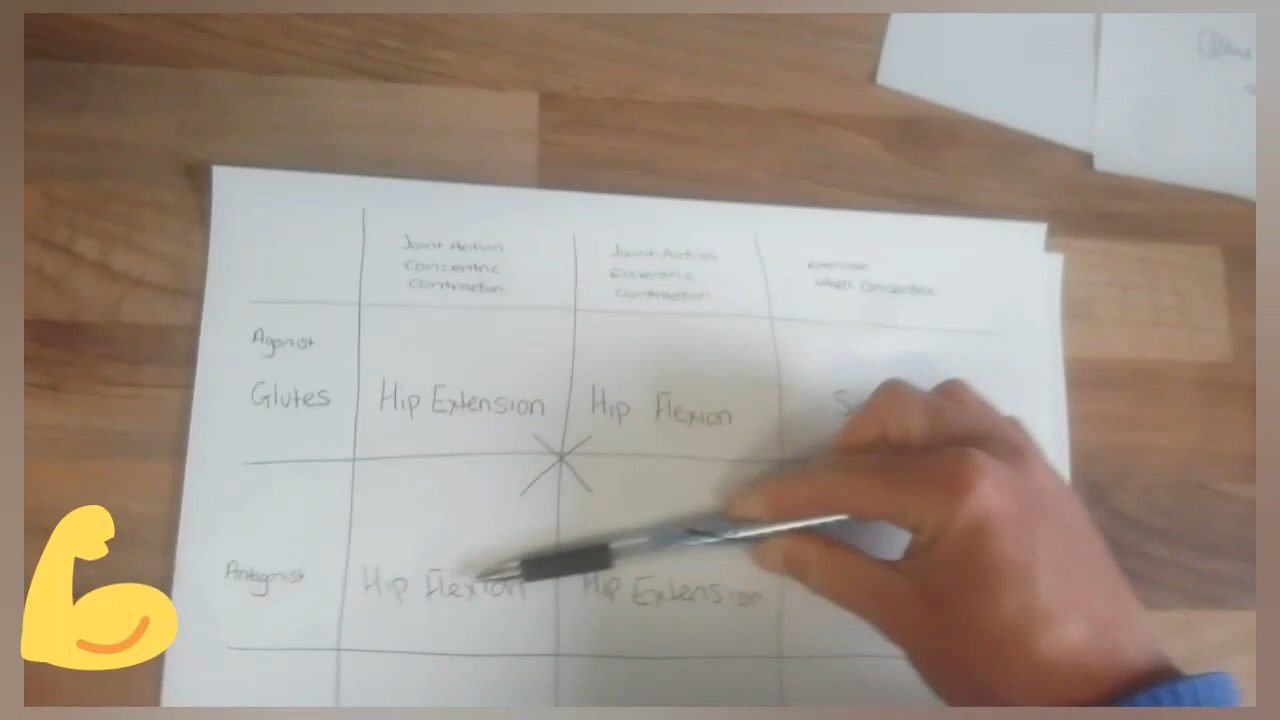 Joint Action
Concentric
Contraction
Joint Action
Eccentric
Contraction
Exercise
when Concentric
Agonist
Glutes
Hip Extension
Hip Flexion
Antagonist
Hip Flexion
Hip Extension